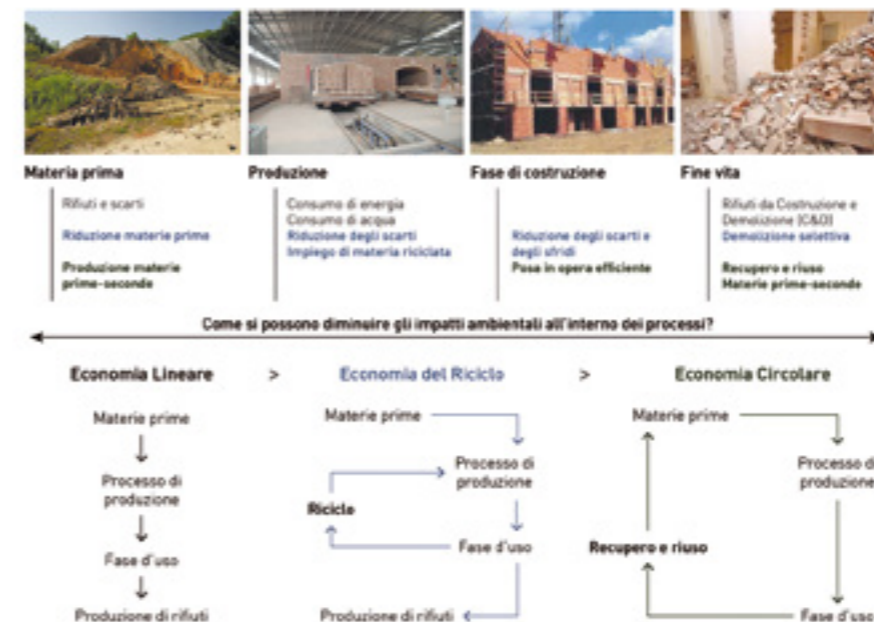 Materia prima
Rifiuti e scarti
Riduzione materie prime
Produzione materie
prime-seconde
Produzione
Consumo di energia
Consumo di acqua
Riduzione degli scarti
Impiego di materia riciclata
Fase di costruzione
Riduzione degli scarti e
degli sfridi
Posa in opera efficiente
Fine vita
Rifiuti da Costruzione e
Demolizione (C&D)
Demolizione selettiva
Recupero e riuso
Materie prime-seconde
Come si possono diminuire gli impatti ambientali all'interno dei processi?
Economia Lineare > Economia del Riciclo > Economia Circolare
Materie prime
Processo di
produzione
Fase d'uso
Produzione di rifiuti
Materie prime
Processo di
produzione
Riciclo
Fase d'uso
Produzione di rifiuti
Materie prime
Processo di
produzione
Recupero e riuso
Fase d'uso